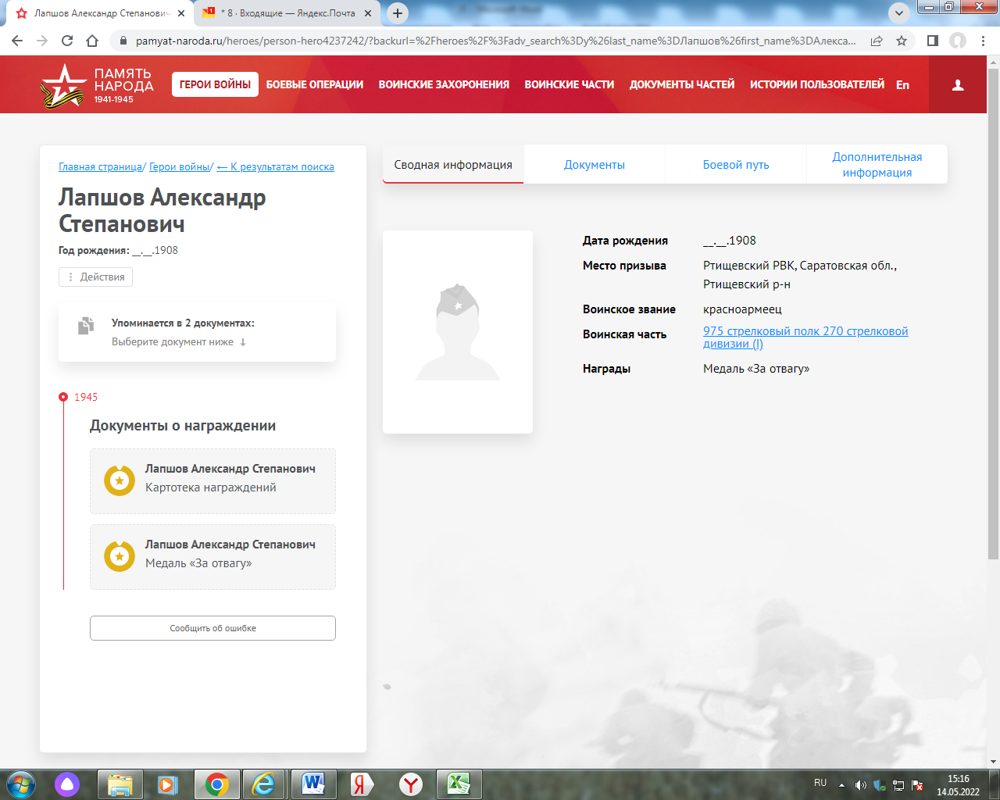 Лапшов Александр Степанович
* 8 · Входящие — Яндекс.Почта
pamyat-naroda.ru/heroes/person-hero4237242/?backurl=%2Fheroes%2F%3Fadv_search%3Dy%26last_name%3DЛапшов%26first_name%3DАлекса...
ПАМЯТЬ
НАРОДА
1941-1945
ГЕРОИ ВОЙНЫ
БОЕВЫЕ ОПЕРАЦИИ
ВОИНСКИЕ ЗАХОРОНЕНИЯ
ВОИНСКИЕ ЧАСТИ
ДОКУМЕНТЫ ЧАСТЕЙ
ИСТОРИИ ПОЛЬЗОВАТЕЛЕЙ
En
Главная страница/ Герои войны/ ← К результатам поиска
Лапшов Александр
Степанович
Год рождения: __.__.1908
Действия
Упоминается в 2 документах:
Выберите документ ниже ↓
1945
Документы о награждении
Лапшов Александр Степанович
Картотека награждений
Лапшов Александр Степанович
Медаль «За отвагу»
Сообщить об ошибке
Сводная информация
Документы
Боевой путь
Дополнительная
информация
Дата рождения __.__.1908
Место призыва Ртищевский РВК, Саратовская обл.,
Ртищевский р-н
Воинское звание красноармеец
Воинская часть 975 стрелковый полк 270 стрелковой
дивизии (I)
Награды Медаль «За отвагу»
RU
15:16
14.05.2022